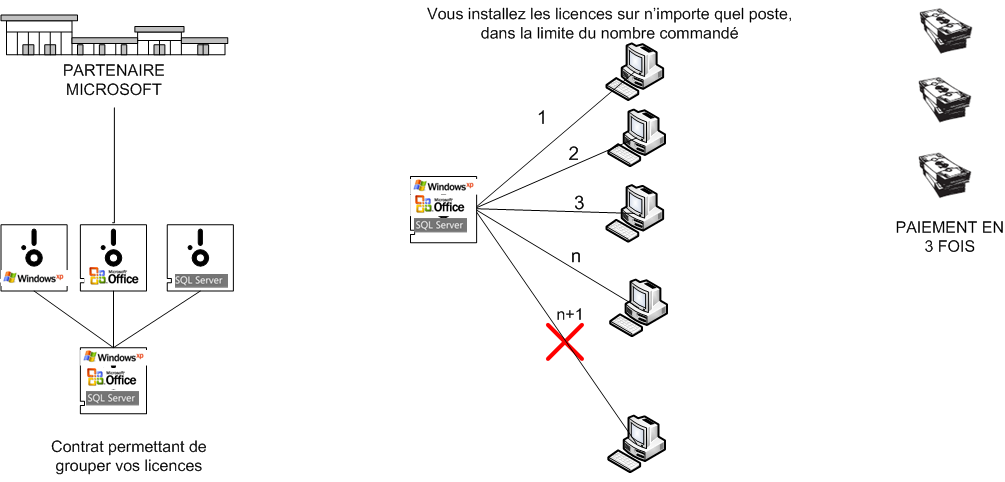 PARTENAIRE
MICROSOFT
Windows xp
Microsoft
Office
SQL Server
Windows xp
Microsoft
Office
SQL Server
Contrat permettant de
grouper vos licences
Vous installez les licences sur n’importe quel poste,
dans la limite du nombre commandé
1
2
3
n
n+1
Windows xp
Microsoft
Office
SQL Server
PAIEMENT EN
3 FOIS